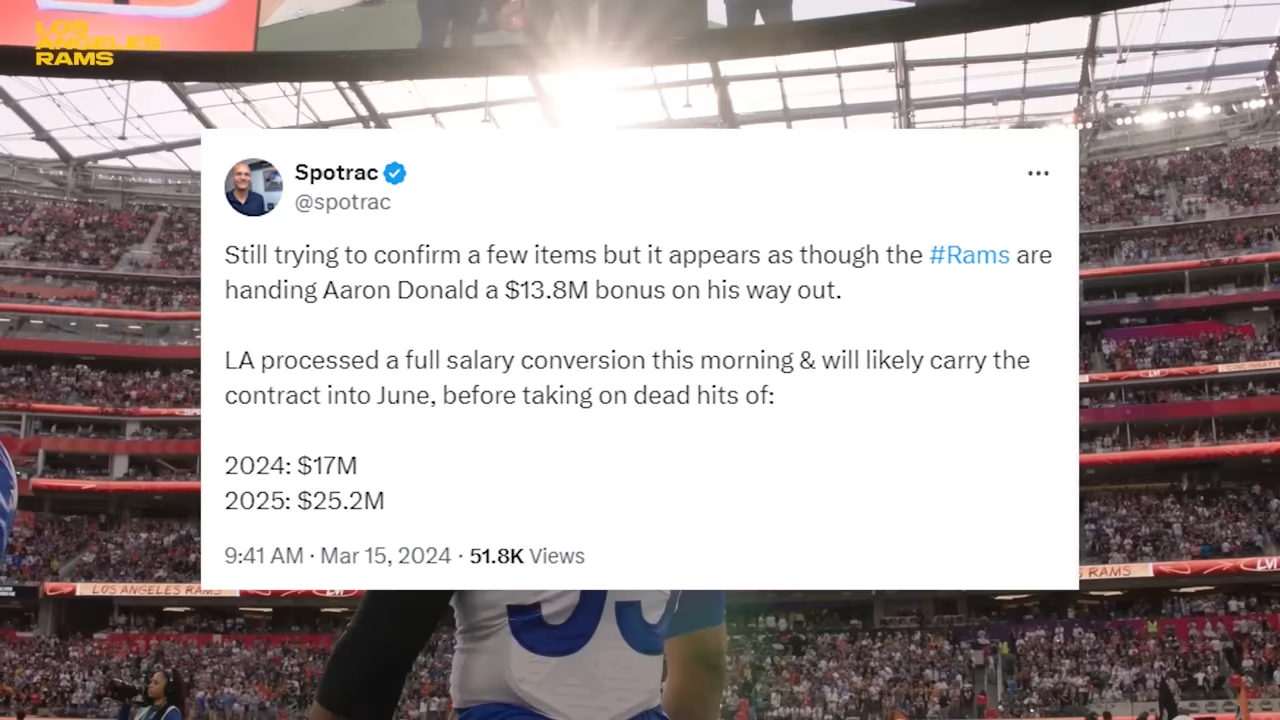 LOS
ANGELES
RAMS
Spotrac
@spotrac
Still trying to confirm a few items but it appears as though the #Rams are
handing Aaron Donald a $13.8M bonus on his way out.
LA processed a full salary conversion this morning & will likely carry the
contract into June, before taking on dead hits of:
2024: $17M
2025: $25.2M
9:41 AM · Mar 15, 2024 · 51.8K Views
LOS ANGELES RAMS
LVI
RAMS
LVI